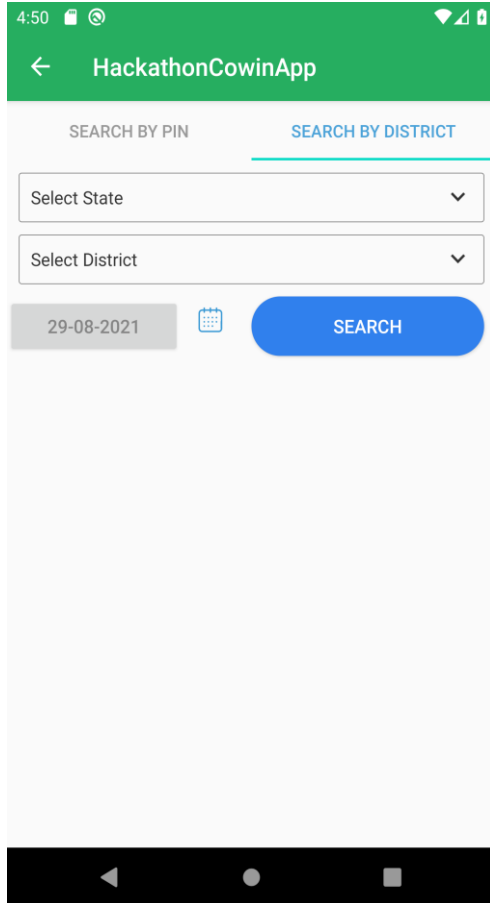 4:50
HackathonCowinApp
SEARCH BY PIN SEARCH BY DISTRICT
Select State
Select District
29-08-2021 SEARCH